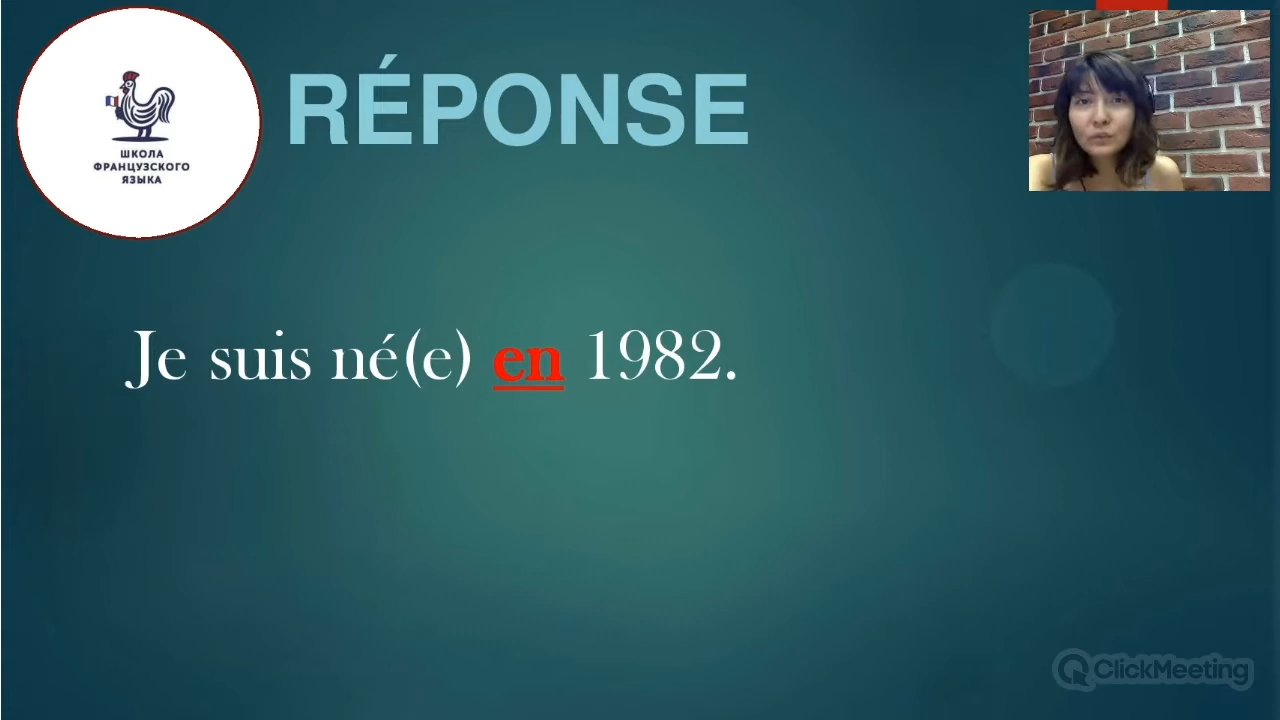 ШКОЛА
ФРАНЦУЗСКОГО
ЯЗЫКА
RÉPONSE
Je suis né(e) en 1982.
ClickMeeting